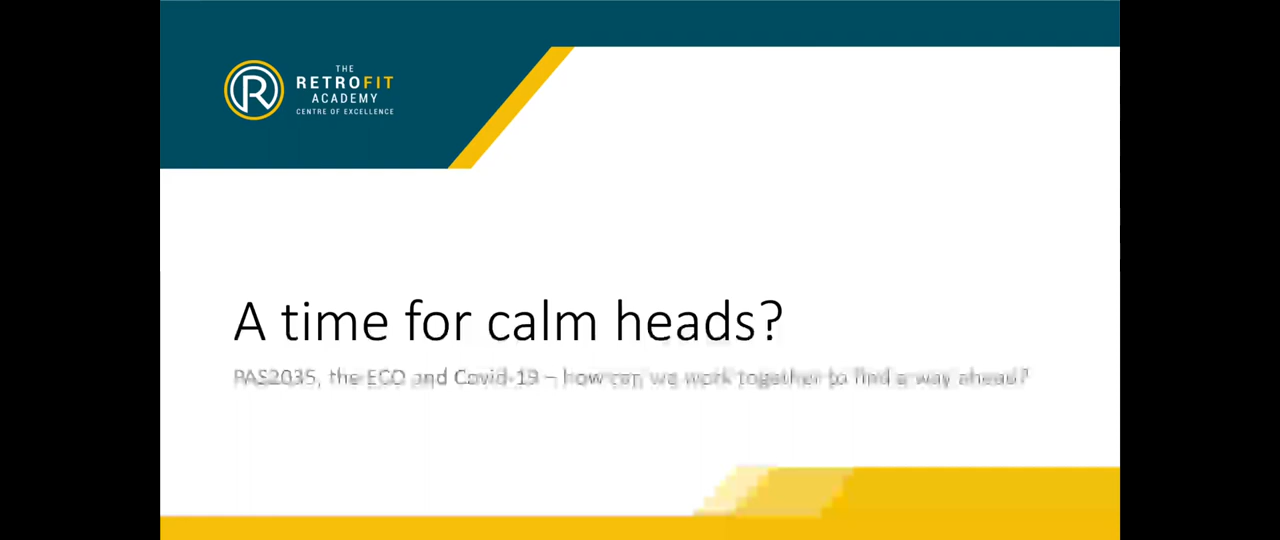 THE
RETROFIT
ACADEMY
CENTRE OF EXCELLENCE
A time for calm heads?
PAS2035, the ECO and Covid-19 – how can we work together to find a way ahead?